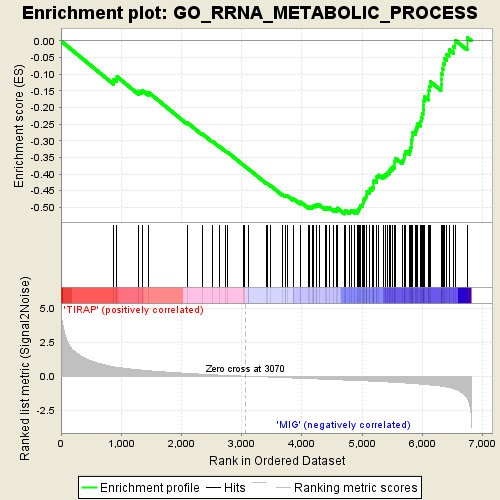 Enrichment plot: GO_RRNA_METABOLIC_PROCESS
Enrichment score (ES)
0.00
-0.05
-0.10
-0.15
-0.20
-0.25
-0.30
-0.35
-0.40
-0.45
-0.50
'TIRAP' (positively correlated)
Ranked list metric (Signal2Noise)
5.0
2.5
0.0
-2.5
Zero cross at 3070
'MIG' (negatively correlated)
0
1,000
2,000
3,000
4,000
5,000
6,000
7,000
Rank in Ordered Dataset
Enrichment profile
Hits
Ranking metric scores